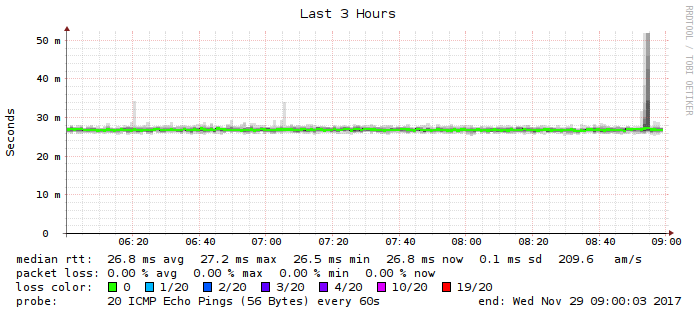 Last 3 Hours
RRDTOOL / TOBI OETIKER
Seconds
50 m
40 m
30 m
20 m
10 m
0
06:20 06:40 07:00 07:20 07:40 08:00 08:20 08:40 09:00
median rtt: 26.8 ms avg 27.2 ms max 26.5 ms min 26.8 ms now 0.1 ms sd 209.6 am/s
packet loss: 0.00 % avg 0.00 % max 0.00 % min 0.00 % now
loss color: 0 1/20 2/20 3/20 4/20 10/20 19/20
probe: 20 ICMP Echo Pings (56 Bytes) every 60s end: Wed Nov 29 09:00:03 2017